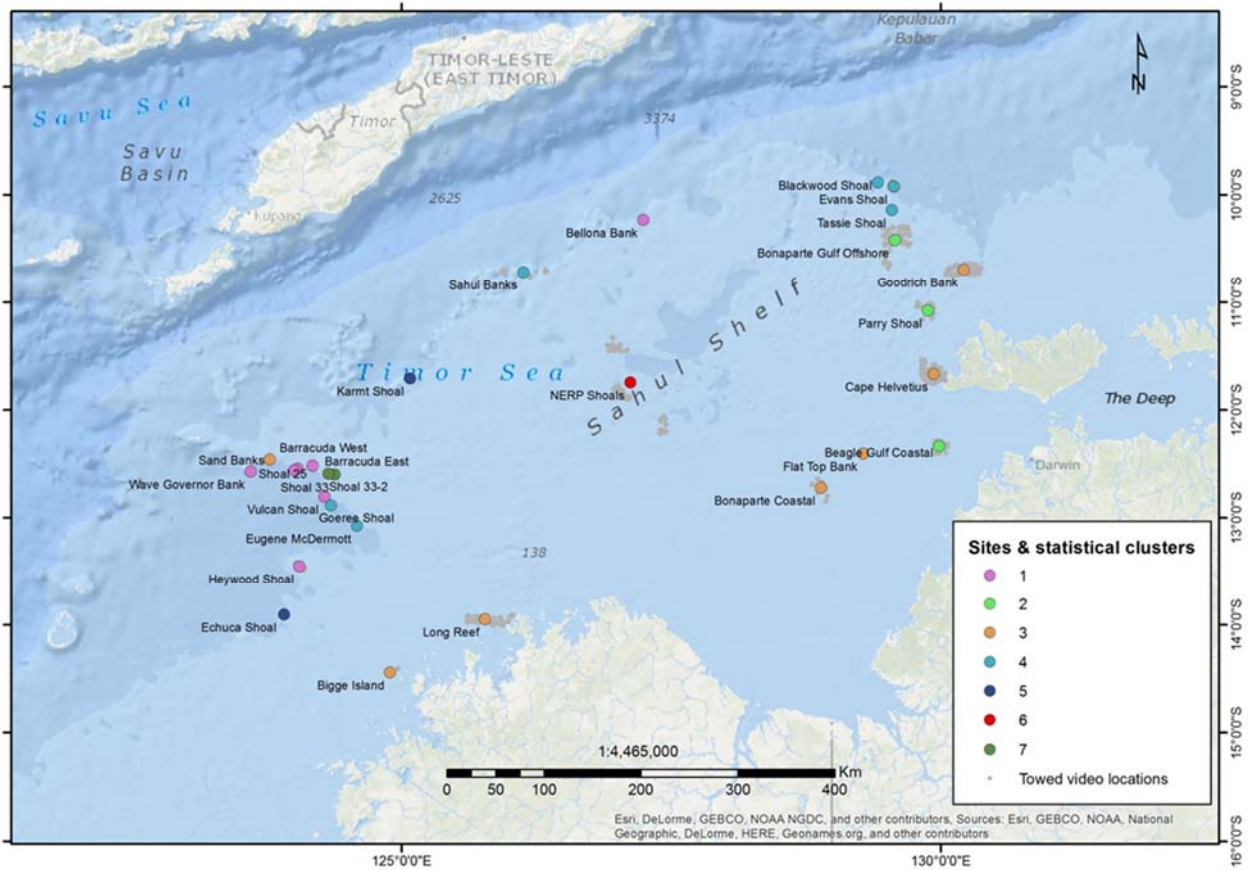 Kepulauan
Babar
Dili
TIMOR-LESTE
(EAST TIMOR)
N
9°0'0"S
Savu Sea
Timor
3374
Savu
Basin
10°0'0"S
Blackwood Shoal
Evans Shoal
2625
Kupang
Tassie Shoal
Bellona Bank
Bonaparte Gulf Offshore
Sahul Banks
Goodrich Bank
11°0'0"S
Parry Shoal
Sahul Shelf
Timor Sea
Karmt Shoal
NERP Shoals
Cape Helvetius
The Deep
12°0'0"S
Barracuda West
Sand Banks
Barracuda East
Beagle Gulf Coastal
Shoal 25
Flat Top Bank
Darwin
Wave Governor Bank
Shoal 33
Shoal 33-2
Bonaparte Coastal
Vulcan Shoal
Goeree Shoal
13°0'0"S
Eugene McDermott
138
Heywood Shoal
Sites & statistical clusters
1
2
3
4
5
6
7
Towed video locations
14°0'0"S
Echuca Shoal
Long Reef
Bigge Island
15°0'0"S
1:4,465,000
Km
0 50 100 200 300 400
Esri, DeLorme, GEBCO, NOAA NGDC, and other contributors, Sources: Esri, GEBCO, NOAA, National
Geographic, DeLorme, HERE, Geonames.org, and other contributors
16°0'0"S
125°0'0"E
130°0'0"E